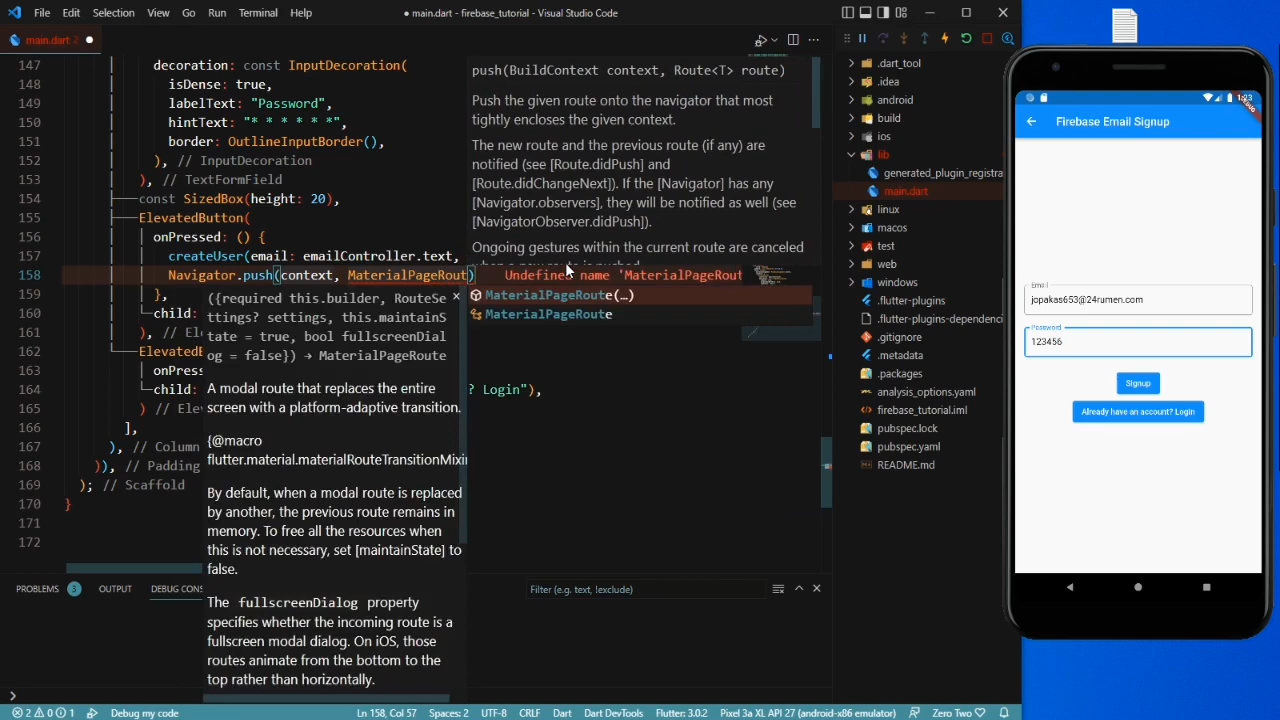 File Edit Selection View Go Run Terminal Help
● main.dart - firebase_tutorial - Visual Studio Code
main.dart 2
147 decoration: const InputDecoration(
148 isDense: true,
149 labelText: "Password",
150 hintText: "* * * * * *",
151 border: OutlineInputBorder(),
152 ), // InputDecoration
153 ), // TextFormField
154 const SizedBox(height: 20),
155 ElevatedButton(
156 onPressed: () {
157 createUser(email: emailController.text,
158 Navigator.push(context, MaterialPageRout) Undefined name 'MaterialPageRout
159 },
160 child:
161 ), // El
162 ElevatedB
163 onPress
164 child: ? Login"),
165 ) // Ele
166 ],
167 ), // Column
168 )), // Padding
169 ); // Scaffold
170 }
171
172
push(BuildContext context, Route<T> route)
Push the given route onto the navigator that most
tightly encloses the given context.
The new route and the previous route (if any) are
notified (see [Route.didPush] and
[Route.didChangeNext]). If the [Navigator] has any
[Navigator.observers], they will be notified as well (see
[NavigatorObserver.didPush]).
Ongoing gestures within the current route are canceled
MaterialPageRoute(…)
MaterialPageRoute
({required this.builder, RouteSe
ttings? settings, this.maintainS
tate = true, bool fullscreenDial
og = false}) → MaterialPageRoute
A modal route that replaces the entire
screen with a platform-adaptive transition.
{@macro
flutter.material.materialRouteTransitionMixi
By default, when a modal route is replaced
by another, the previous route remains in
memory. To free all the resources when
this is not necessary, set [maintainState] to
false.
The fullscreenDialog property
specifies whether the incoming route is a
fullscreen modal dialog. On iOS, those
routes animate from the bottom to the
top rather than horizontally.
PROBLEMS 3 OUTPUT DEBUG CONS
Filter (e.g. text, !exclude)
.dart_tool
.idea
android
build
ios
lib
generated_plugin_registra
main.dart
linux
macos
test
web
windows
.flutter-plugins
.flutter-plugins-dependenci
.gitignore
.metadata
.packages
analysis_options.yaml
firebase_tutorial.iml
pubspec.lock
pubspec.yaml
README.md
2 0 1 Debug my code
Ln 158, Col 57 Spaces: 2 UTF-8 CRLF Dart Dart DevTools Flutter: 3.0.2 Pixel 3a XL API 27 (android-x86 emulator) Zero Two
Firebase Email Signup
Email
jopakas653@24rumen.com
Password
123456
Signup
Already have an account? Login